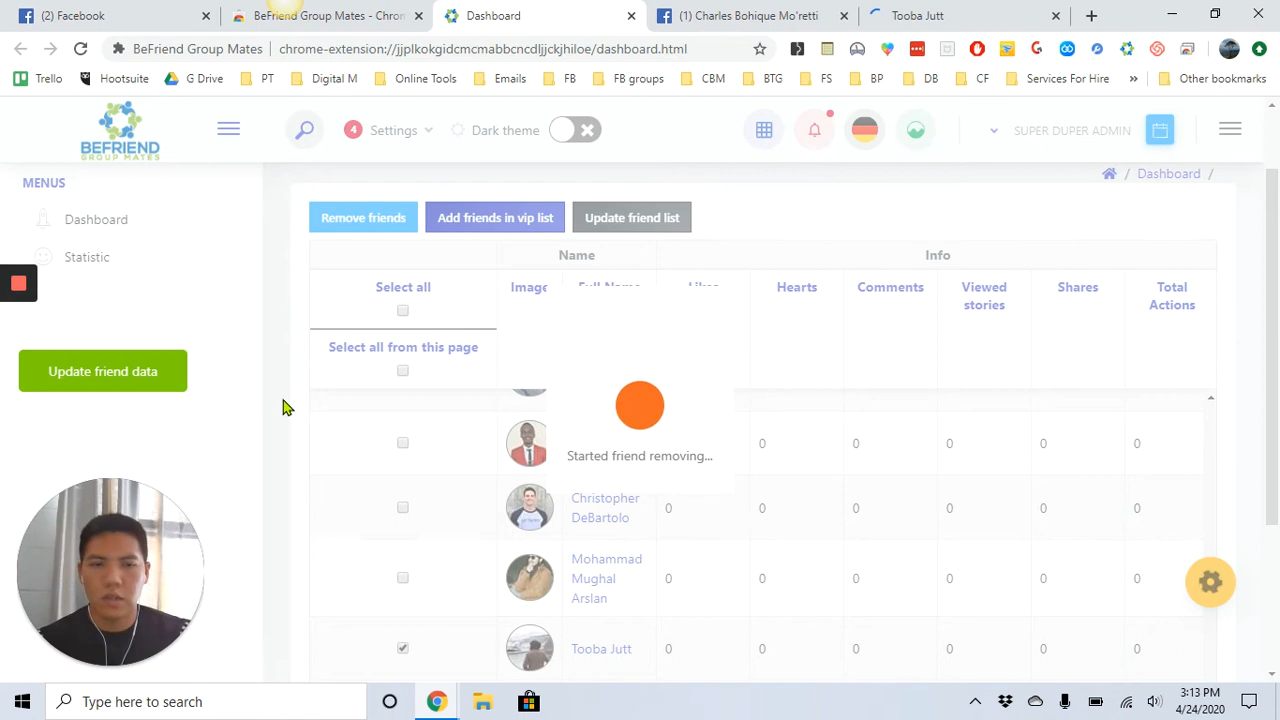 (2) Facebook
BeFriend Group Mates - Chrom
Dashboard
(1) Charles Bohique Mo'retti
Tooba Jutt
BeFriend Group Mates
chrome-extension://jjplkokgidcmcmabbcncdljjckjhiloe/dashboard.html
Trello
Hootsuite
G Drive
PT
Digital M
Online Tools
Emails
FB
FB groups
CBM
BTG
FS
BP
DB
CF
Services For Hire
Other bookmarks
BEFRIEND
GROUP MATES
4
Settings
Dark theme
SUPER DUPER ADMIN
MENUS
/ Dashboard /
Dashboard
Statistic
Update friend data
Remove friends
Add friends in vip list
Update friend list
Name
Info
Select all
Image
Full Name
Likes
Hearts
Comments
Viewed
stories
Shares
Total
Actions
Select all from this page
0 0 0 0 0
Started friend removing...
Christopher
DeBartolo
0 0 0 0 0 0
Mohammad
Mughal
Arslan
0 0 0 0 0 0
Tooba Jutt
0 0 0 0 0 0
Type here to search
3:13 PM
4/24/2020